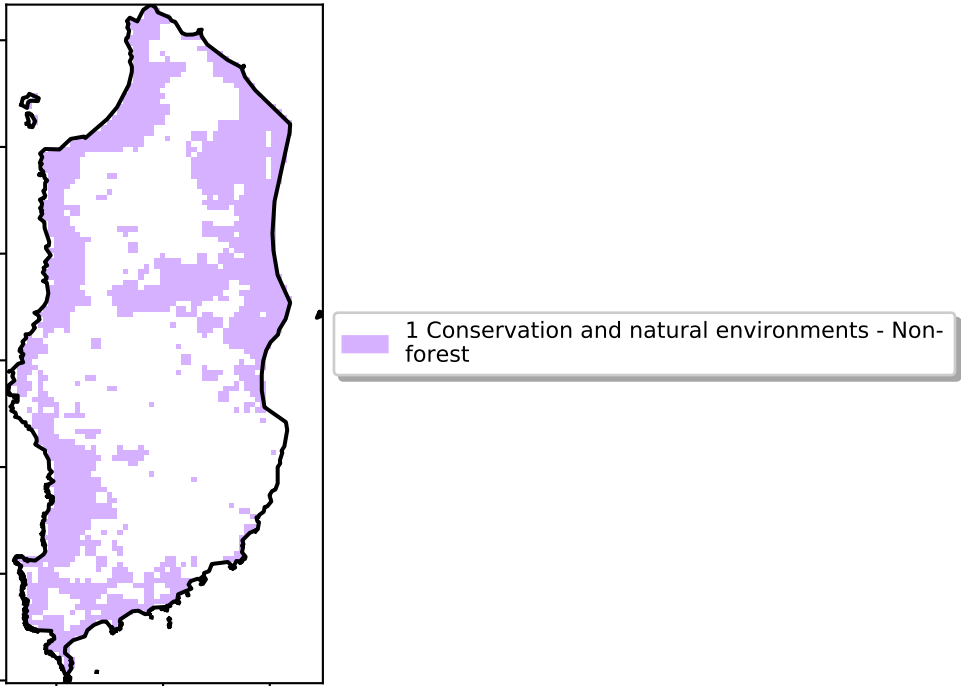 1 Conservation and natural environments - Non-
forest